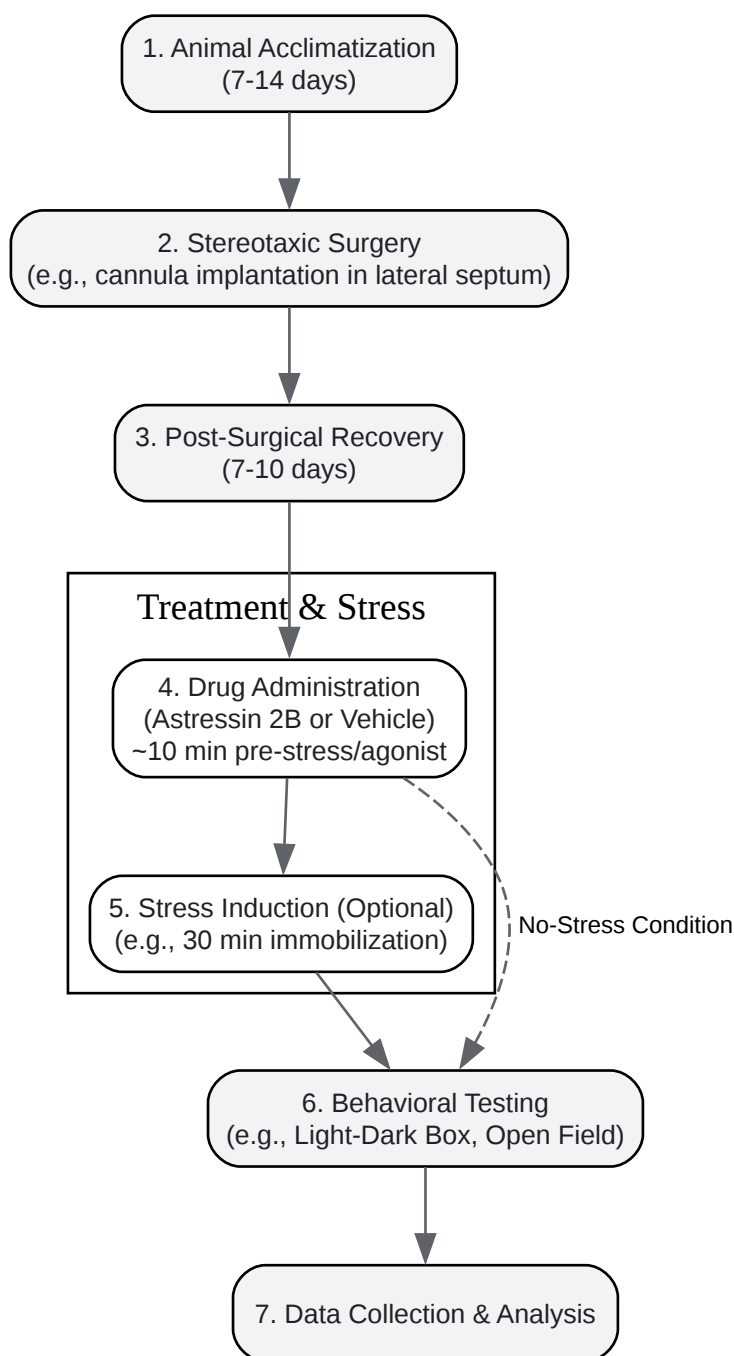 1. Animal Acclimatization
(7-14 days)
2. Stereotaxic Surgery
(e.g., cannula implantation in lateral septum)
3. Post-Surgical Recovery
(7-10 days)
Treatment & Stress
4. Drug Administration
(Astressin 2B or Vehicle)
~10 min pre-stress/agonist
5. Stress Induction (Optional)
(e.g., 30 min immobilization)
No-Stress Condition
6. Behavioral Testing
(e.g., Light-Dark Box, Open Field)
7. Data Collection & Analysis